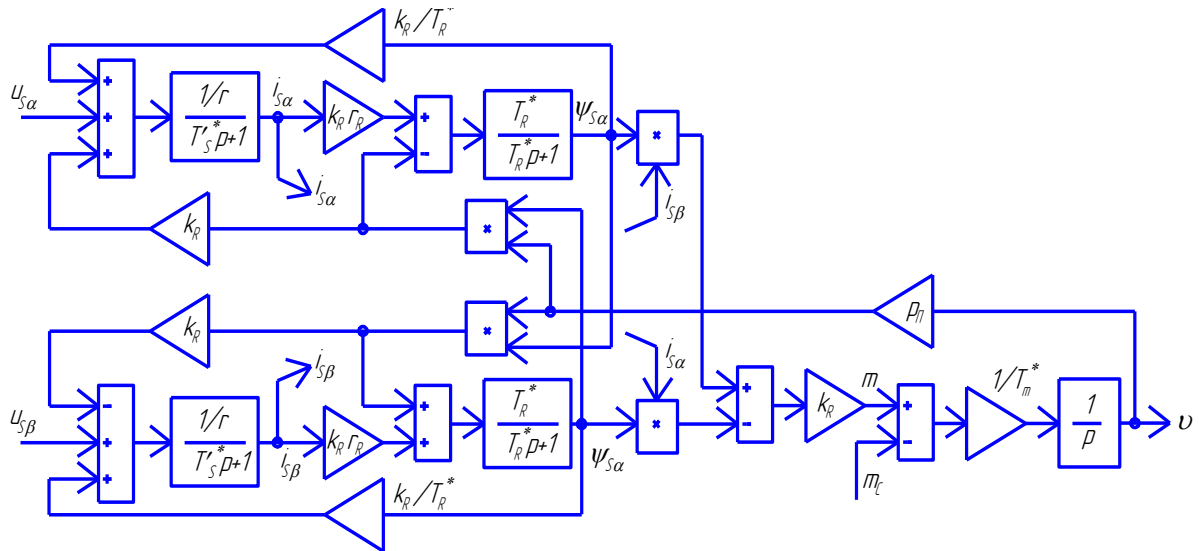 k_R/T_R^*
u_Sα
+
+
+
1/r
T'_S^*p+1
i_Sα
i_Sα
k_R r_R
+
-
T_R^*
T_R^*p+1
ψ_Sα
×
i_Sβ
k_R
×
k_R
×
p_П
u_Sβ
-
+
+
1/r
T'_S^*p+1
i_Sβ
i_Sβ
k_R r_R
+
+
T_R^*
T_R^*p+1
ψ_Sα
i_Sα
×
+
-
k_R
m
m_c
+
-
1/T_m^*
1
p
υ
k_R/T_R^*